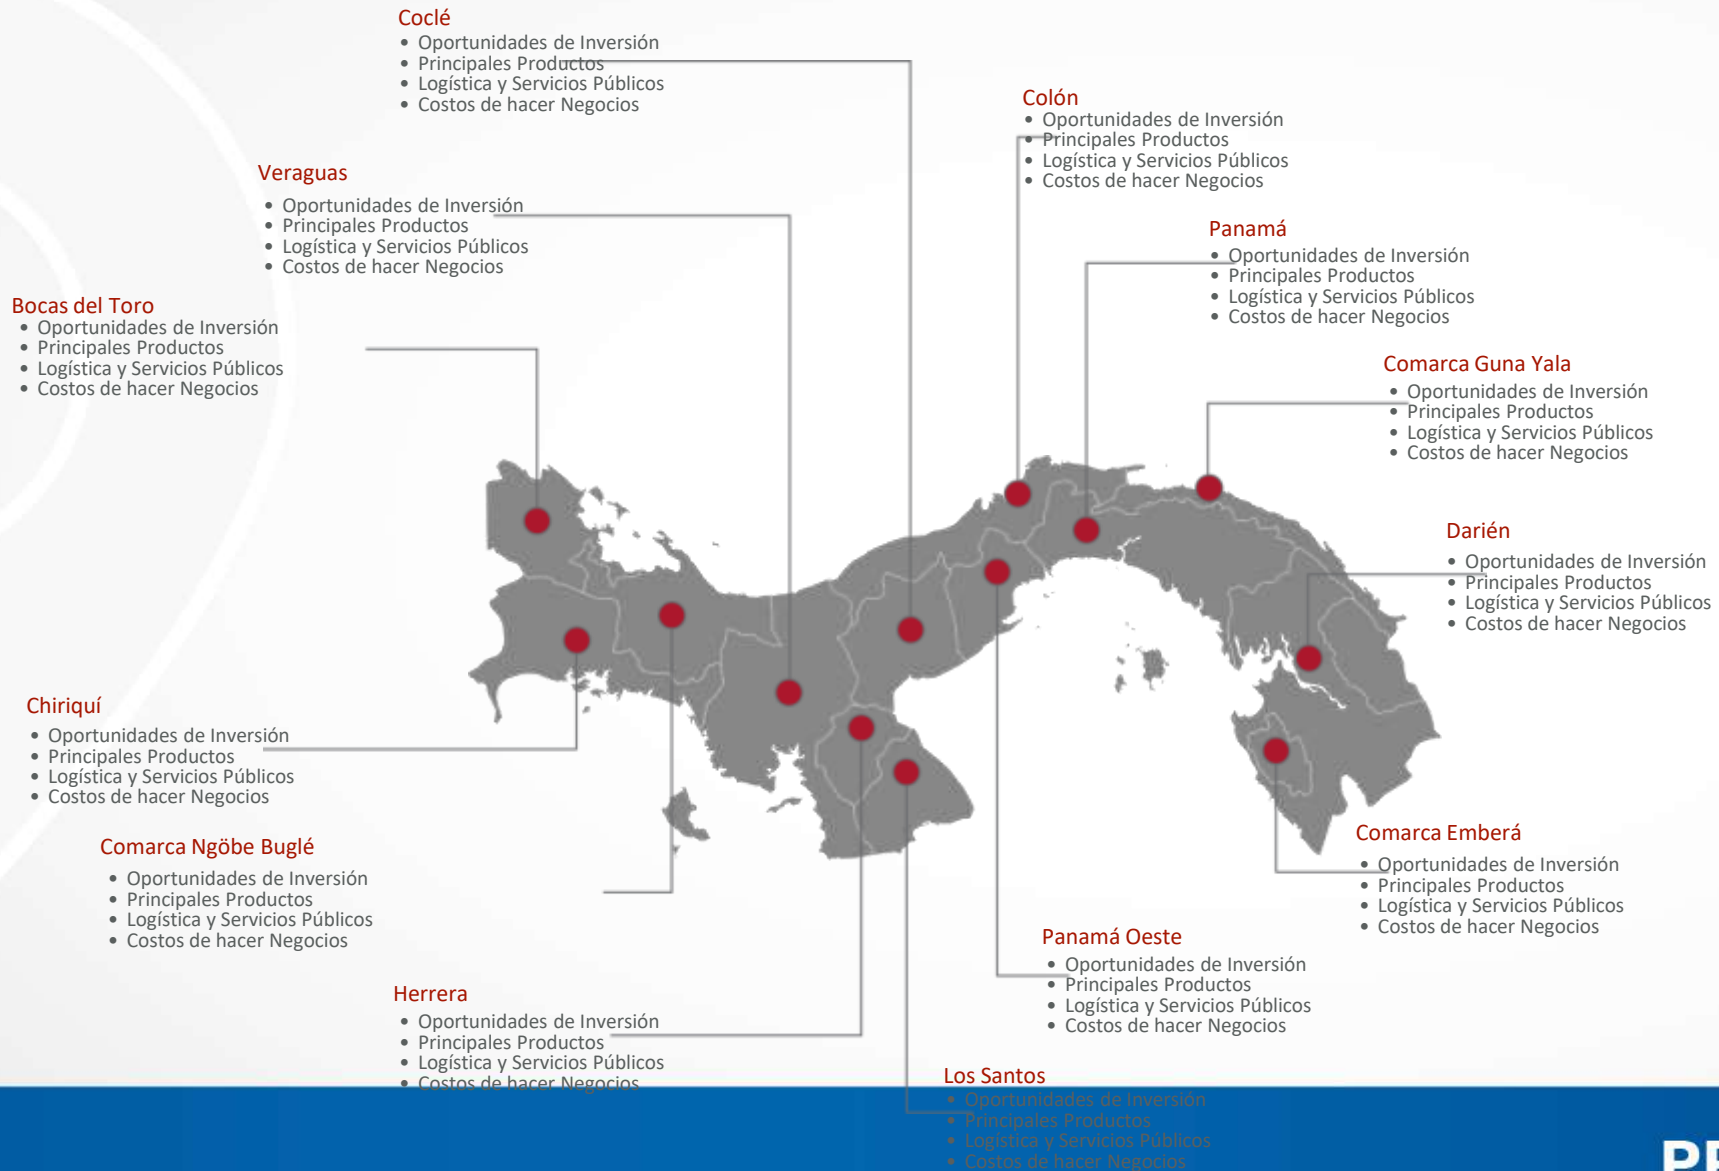 Coclé
• Oportunidades de Inversión
• Principales Productos
• Logística y Servicios Públicos
• Costos de hacer Negocios
Colón
• Oportunidades de Inversión
• Principales Productos
• Logística y Servicios Públicos
• Costos de hacer Negocios
Veraguas
• Oportunidades de Inversión
• Principales Productos
• Logística y Servicios Públicos
• Costos de hacer Negocios
Panamá
• Oportunidades de Inversión
• Principales Productos
• Logística y Servicios Públicos
• Costos de hacer Negocios
Bocas del Toro
• Oportunidades de Inversión
• Principales Productos
• Logística y Servicios Públicos
• Costos de hacer Negocios
Comarca Guna Yala
• Oportunidades de Inversión
• Principales Productos
• Logística y Servicios Públicos
• Costos de hacer Negocios
Darién
• Oportunidades de Inversión
• Principales Productos
• Logística y Servicios Públicos
• Costos de hacer Negocios
Chiriquí
• Oportunidades de Inversión
• Principales Productos
• Logística y Servicios Públicos
• Costos de hacer Negocios
Comarca Ngöbe Buglé
• Oportunidades de Inversión
• Principales Productos
• Logística y Servicios Públicos
• Costos de hacer Negocios
Comarca Emberá
• Oportunidades de Inversión
• Principales Productos
• Logística y Servicios Públicos
• Costos de hacer Negocios
Panamá Oeste
• Oportunidades de Inversión
• Principales Productos
• Logística y Servicios Públicos
• Costos de hacer Negocios
Herrera
• Oportunidades de Inversión
• Principales Productos
• Logística y Servicios Públicos
• Costos de hacer Negocios
Los Santos
• Oportunidades de Inversión
• Principales Productos
• Logística y Servicios Públicos
• Costos de hacer Negocios